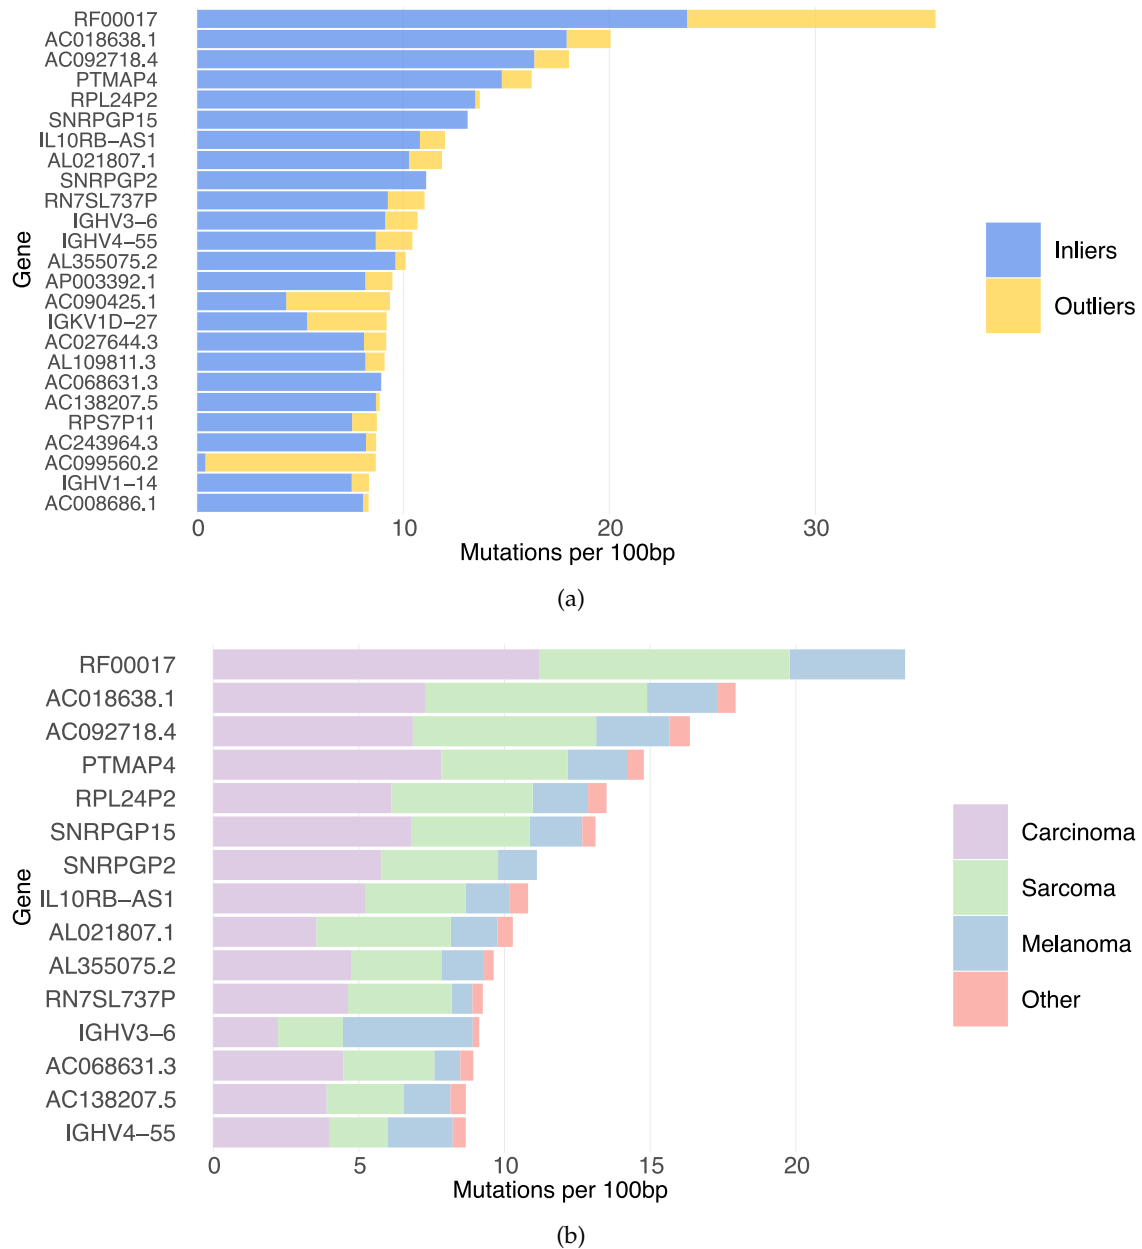 RF00017
AC018638.1
AC092718.4
PTMAP4
RPL24P2
SNRPGP15
IL10RB−AS1
AL021807.1
SNRPGP2
RN7SL737P
IGHV3−6
IGHV4−55
AL355075.2
AP003392.1
AC090425.1
IGKV1D−27
AC027644.3
AL109811.3
AC068631.3
AC138207.5
RPS7P11
AC243964.3
AC099560.2
IGHV1−14
AC008686.1
Gene
0 10 20 30
Mutations per 100bp
Inliers
Outliers
(a)
RF00017
AC018638.1
AC092718.4
PTMAP4
RPL24P2
SNRPGP15
SNRPGP2
IL10RB−AS1
AL021807.1
AL355075.2
RN7SL737P
IGHV3−6
AC068631.3
AC138207.5
IGHV4−55
Gene
0 5 10 15 20
Mutations per 100bp
Carcinoma
Sarcoma
Melanoma
Other
(b)